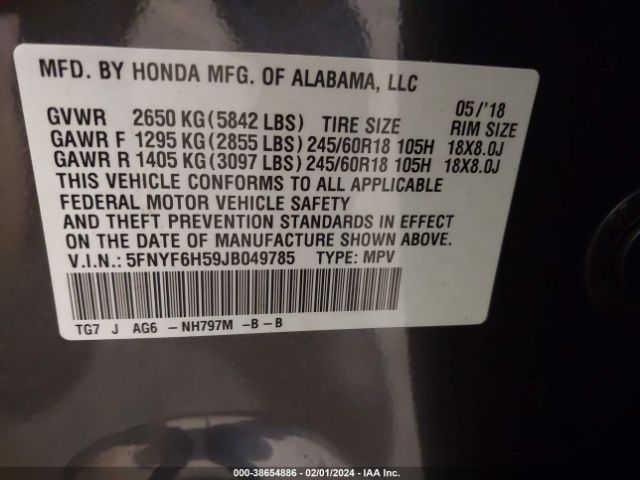 MFD. BY HONDA MFG. OF ALABAMA, LLC
05/'18
GVWR 2650 KG(5842 LBS) TIRE SIZE RIM SIZE
GAWR F 1295 KG(2855 LBS) 245/60R18 105H 18X8.0J
GAWR R 1405 KG(3097 LBS) 245/60R18 105H 18X8.0J
THIS VEHICLE CONFORMS TO ALL APPLICABLE
FEDERAL MOTOR VEHICLE SAFETY
AND THEFT PREVENTION STANDARDS IN EFFECT
ON THE DATE OF MANUFACTURE SHOWN ABOVE.
V.I.N.: 5FNYF6H59JB049785 TYPE: MPV
TG7 J AG6 -NH797M -B-B
000-38654886 - 02/01/2024 - IAA Inc.